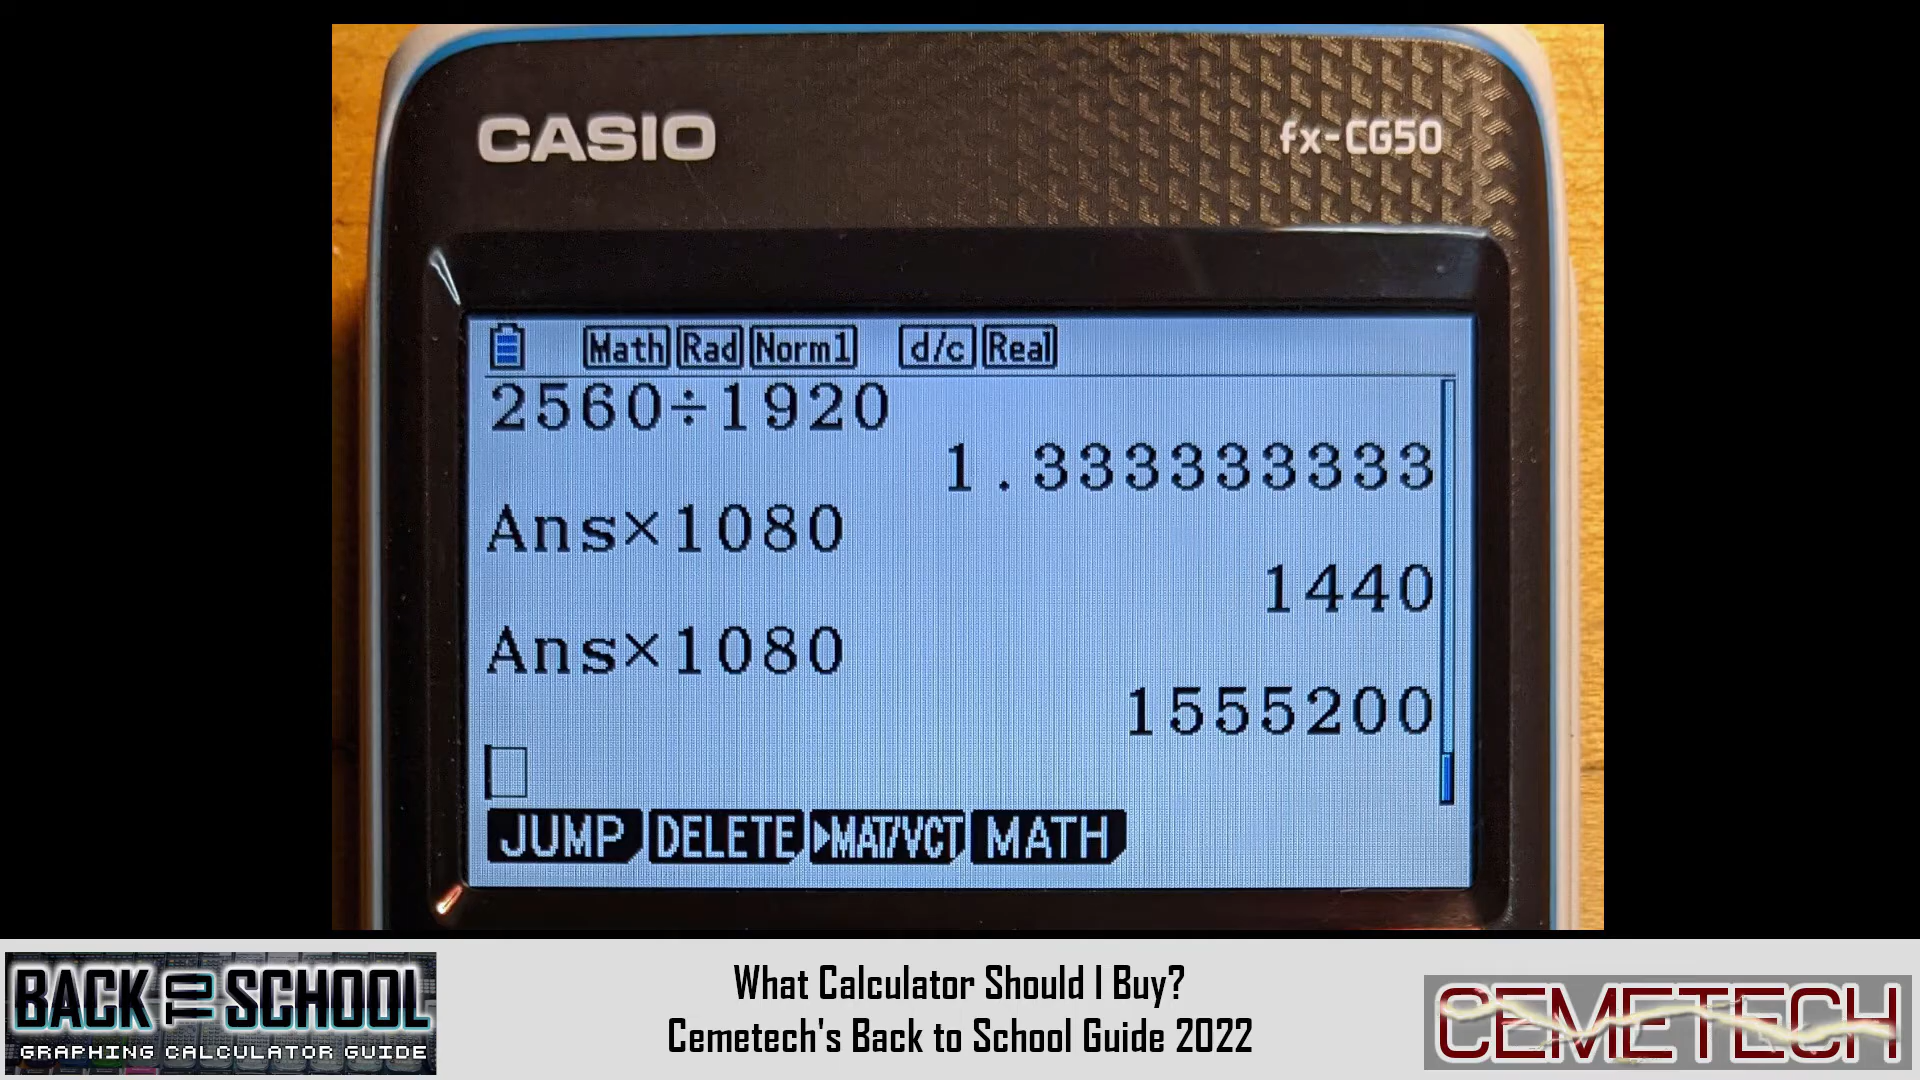 CASIO
fx-CG50
Math Rad Norm1 d/c Real
2560÷1920
1.333333333
Ans×1080
1440
Ans×1080
1555200
JUMP DELETE ▶MAT/VCT MATH
BACK TO SCHOOL
GRAPHING CALCULATOR GUIDE
What Calculator Should I Buy?
Cemetech's Back to School Guide 2022
CEMETECH